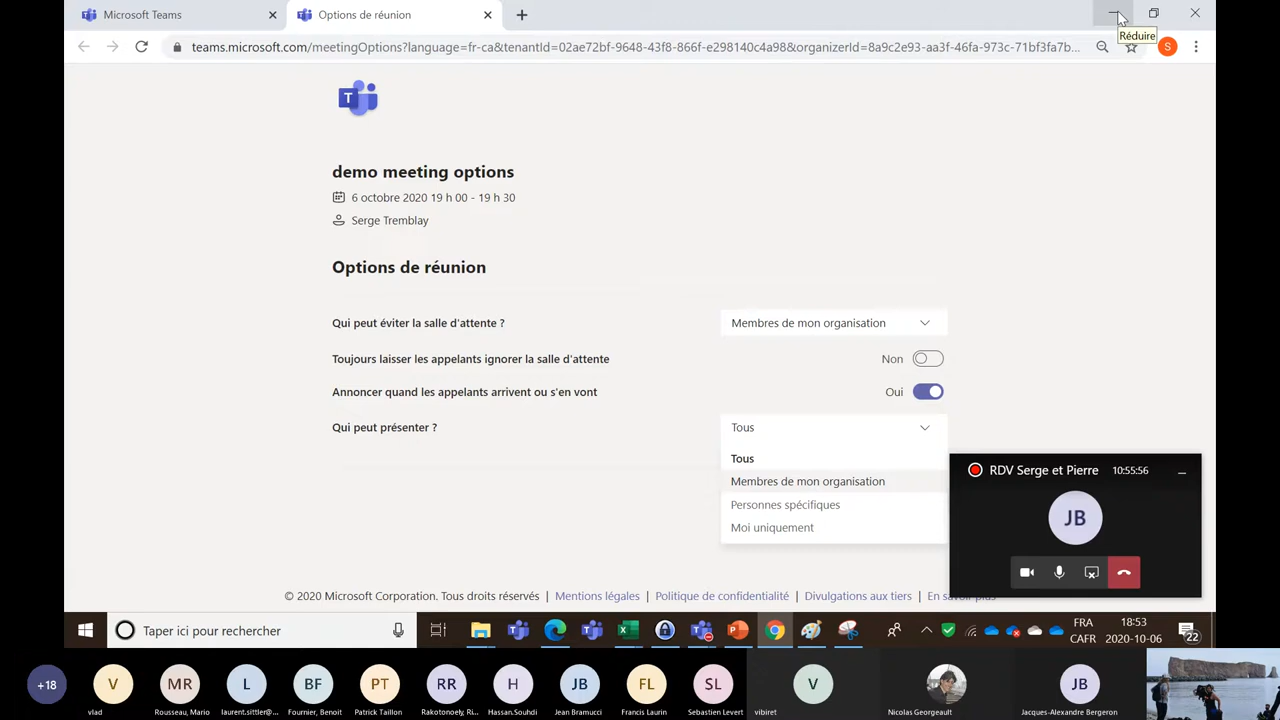 Microsoft Teams
Options de réunion
Réduire
teams.microsoft.com/meetingOptions?language=fr-ca&tenantId=02ae72bf-9648-43f8-866f-e298140c4a98&organizerId=8a9c2e93-aa3f-46fa-973c-71bf3fa7b...
S
T
demo meeting options
6 octobre 2020 19 h 00 - 19 h 30
Serge Tremblay
Options de réunion
Qui peut éviter la salle d'attente ?
Membres de mon organisation
Toujours laisser les appelants ignorer la salle d'attente
Non
Annoncer quand les appelants arrivent ou s'en vont
Oui
Qui peut présenter ?
Tous
Tous
Membres de mon organisation
Personnes spécifiques
Moi uniquement
RDV Serge et Pierre
10:55:56
JB
© 2020 Microsoft Corporation. Tous droits réservés
Mentions légales
Politique de confidentialité
Divulgations aux tiers
En savoir plus
Taper ici pour rechercher
FRA
CAFR
18:53
2020-10-06
22
+18
V
MR
L
BF
PT
RR
H
JB
FL
SL
V
JB
vlad
Rousseau, Mario
laurent.sittler@...
Fournier, Benoit
Patrick Taillon
Rakotonoely, Ri...
Hassan.Souhdi
Jean Bramucci
Francis Laurin
Sebastien Levert
vibiret
Nicolas Georgeault
Jacques-Alexandre Bergeron